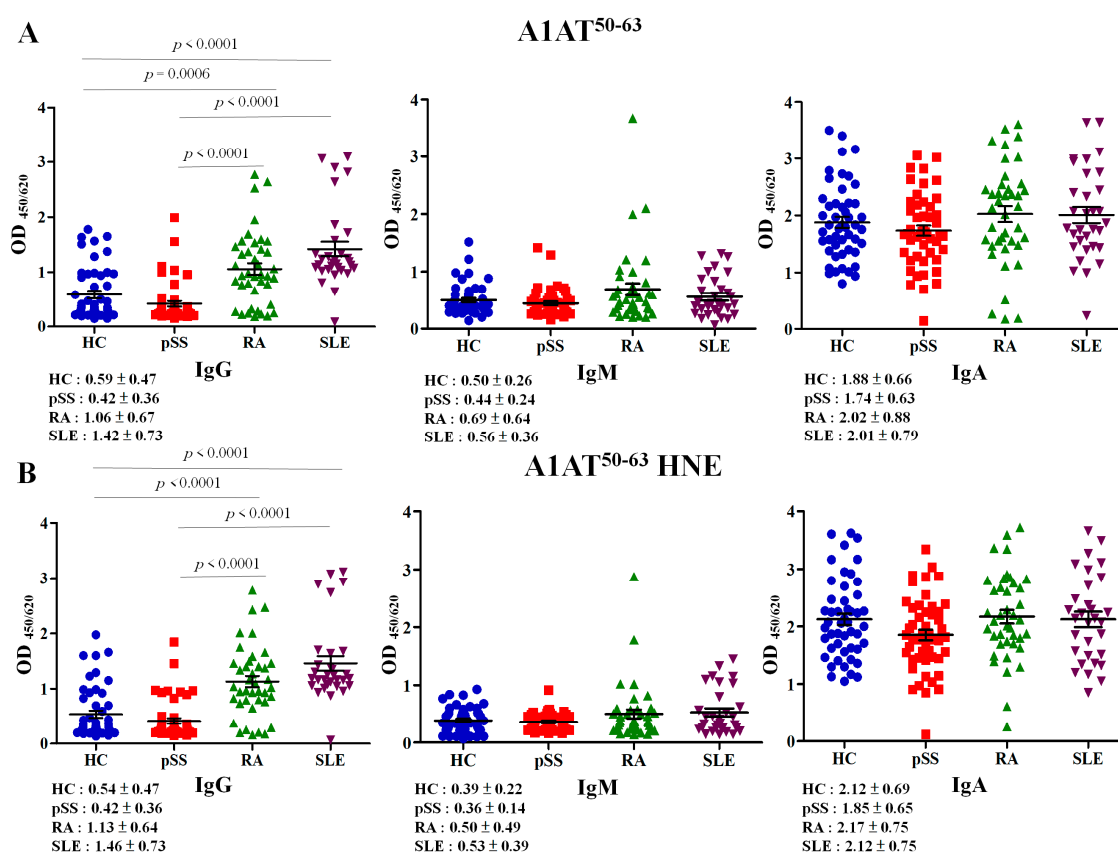 A
A1AT50-63
p < 0.0001
p = 0.0006
p < 0.0001
p < 0.0001
OD 450/620
4
3
2
1
0
HC pSS RA SLE
IgG
HC : 0.59 ± 0.47
pSS : 0.42 ± 0.36
RA : 1.06 ± 0.67
SLE : 1.42 ± 0.73
OD 450/620
4
3
2
1
0
HC pSS RA SLE
IgM
HC : 0.50 ± 0.26
pSS : 0.44 ± 0.24
RA : 0.69 ± 0.64
SLE : 0.56 ± 0.36
OD 450/620
4
3
2
1
0
HC pSS RA SLE
IgA
HC : 1.88 ± 0.66
pSS : 1.74 ± 0.63
RA : 2.02 ± 0.88
SLE : 2.01 ± 0.79
B
A1AT50-63 HNE
p < 0.0001
p < 0.0001
p < 0.0001
p < 0.0001
OD 450/620
4
3
2
1
0
HC pSS RA SLE
IgG
HC : 0.54 ± 0.47
pSS : 0.42 ± 0.36
RA : 1.13 ± 0.64
SLE : 1.46 ± 0.73
OD 450/620
4
3
2
1
0
HC pSS RA SLE
IgM
HC : 0.39 ± 0.22
pSS : 0.36 ± 0.14
RA : 0.50 ± 0.49
SLE : 0.53 ± 0.39
OD 450/620
4
3
2
1
0
HC pSS RA SLE
IgA
HC : 2.12 ± 0.69
pSS : 1.85 ± 0.65
RA : 2.17 ± 0.75
SLE : 2.12 ± 0.75